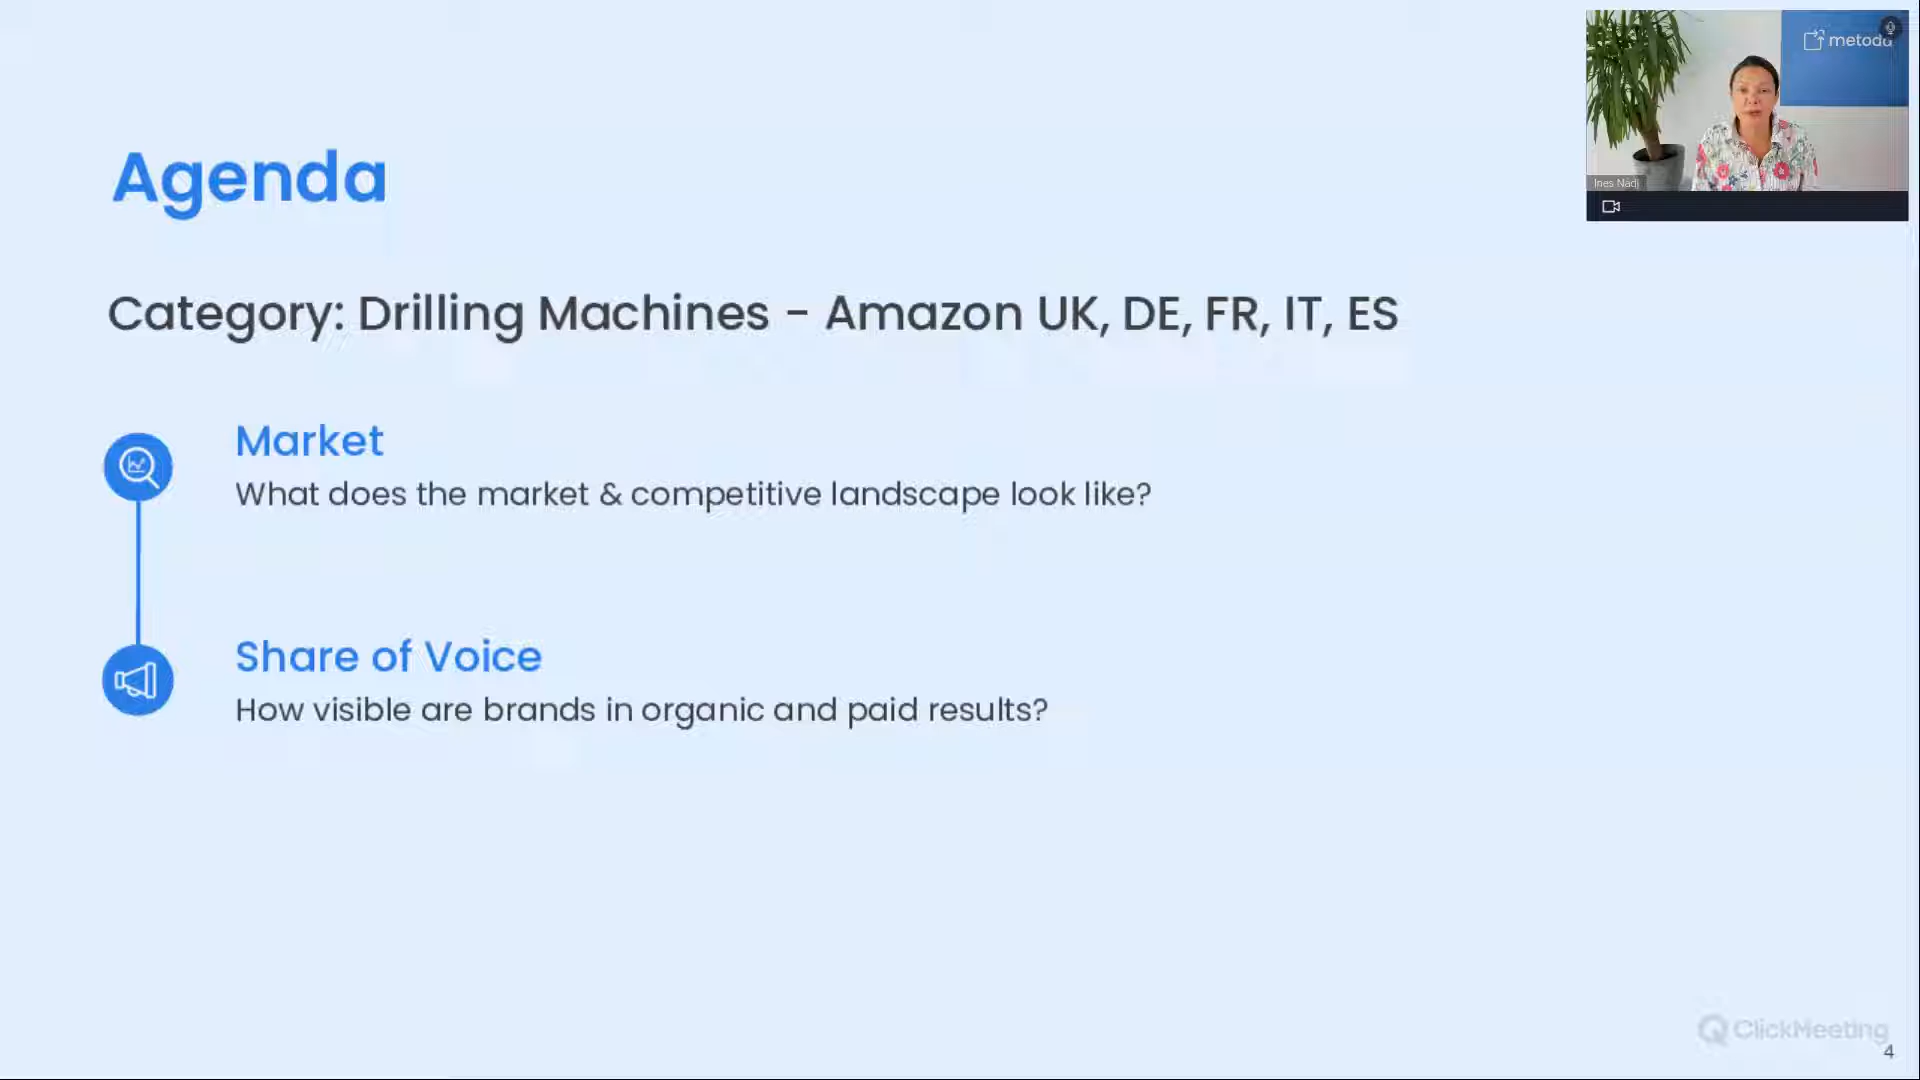 metoda
Ines Nadj
Agenda
Category: Drilling Machines - Amazon UK, DE, FR, IT, ES
Market
What does the market & competitive landscape look like?
Share of Voice
How visible are brands in organic and paid results?
ClickMeeting
4